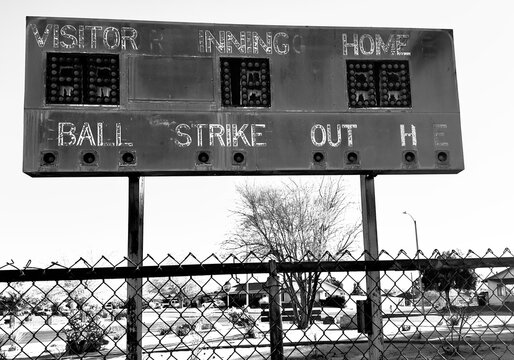 VISITOR INNING HOME
BALL STRIKE OUT H E